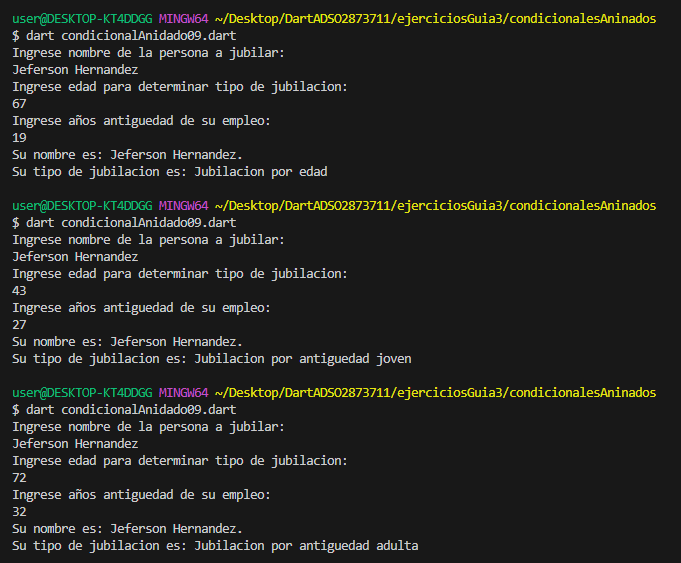 user@DESKTOP-KT4DDGG MINGW64 ~/Desktop/DartADSO2873711/ejerciciosGuia3/condicionalesAninados
$ dart condicionalAnidado09.dart
Ingrese nombre de la persona a jubilar:
Jeferson Hernandez
Ingrese edad para determinar tipo de jubilacion:
67
Ingrese años antiguedad de su empleo:
19
Su nombre es: Jeferson Hernandez.
Su tipo de jubilacion es: Jubilacion por edad
user@DESKTOP-KT4DDGG MINGW64 ~/Desktop/DartADSO2873711/ejerciciosGuia3/condicionalesAninados
$ dart condicionalAnidado09.dart
Ingrese nombre de la persona a jubilar:
Jeferson Hernandez
Ingrese edad para determinar tipo de jubilacion:
43
Ingrese años antiguedad de su empleo:
27
Su nombre es: Jeferson Hernandez.
Su tipo de jubilacion es: Jubilacion por antiguedad joven
user@DESKTOP-KT4DDGG MINGW64 ~/Desktop/DartADSO2873711/ejerciciosGuia3/condicionalesAninados
$ dart condicionalAnidado09.dart
Ingrese nombre de la persona a jubilar:
Jeferson Hernandez
Ingrese edad para determinar tipo de jubilacion:
72
Ingrese años antiguedad de su empleo:
32
Su nombre es: Jeferson Hernandez.
Su tipo de jubilacion es: Jubilacion por antiguedad adulta